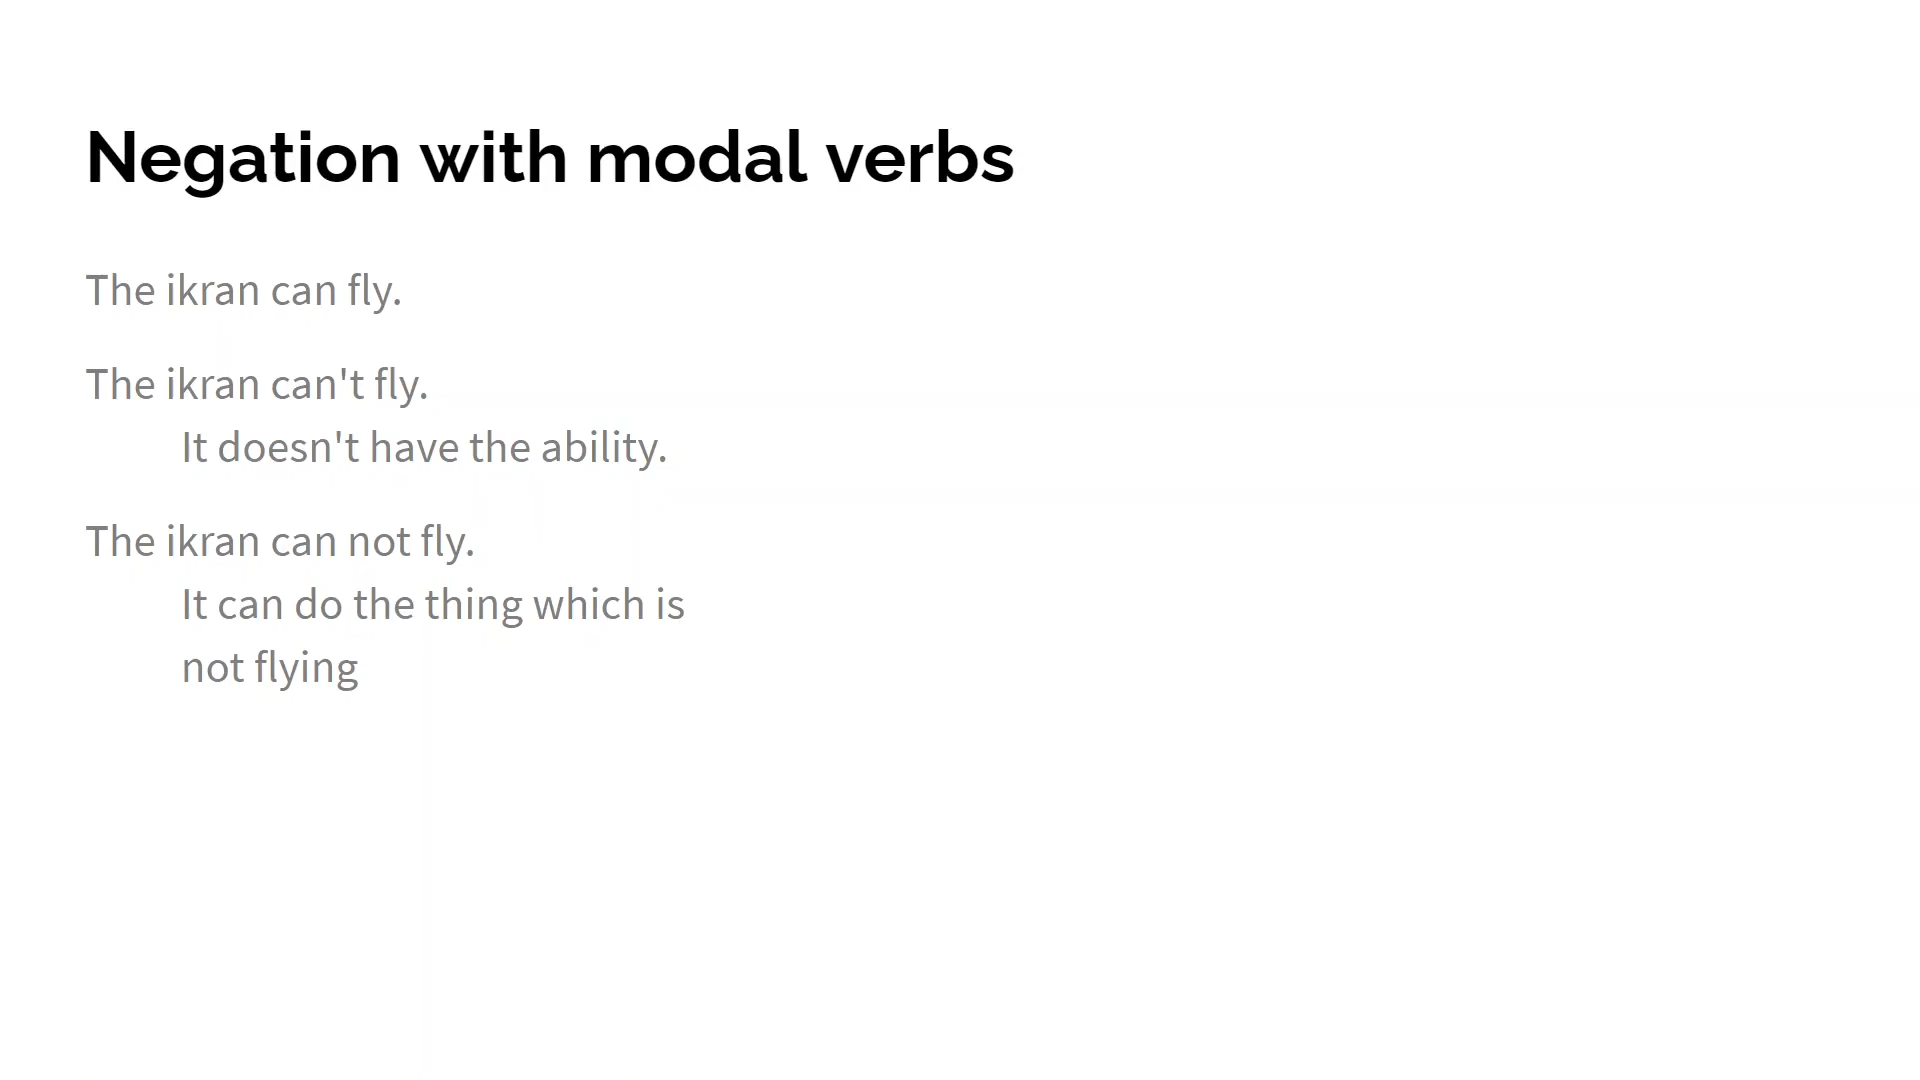 Negation with modal verbs
The ikran can fly.
The ikran can't fly.
It doesn't have the ability.
The ikran can not fly.
It can do the thing which is
not flying